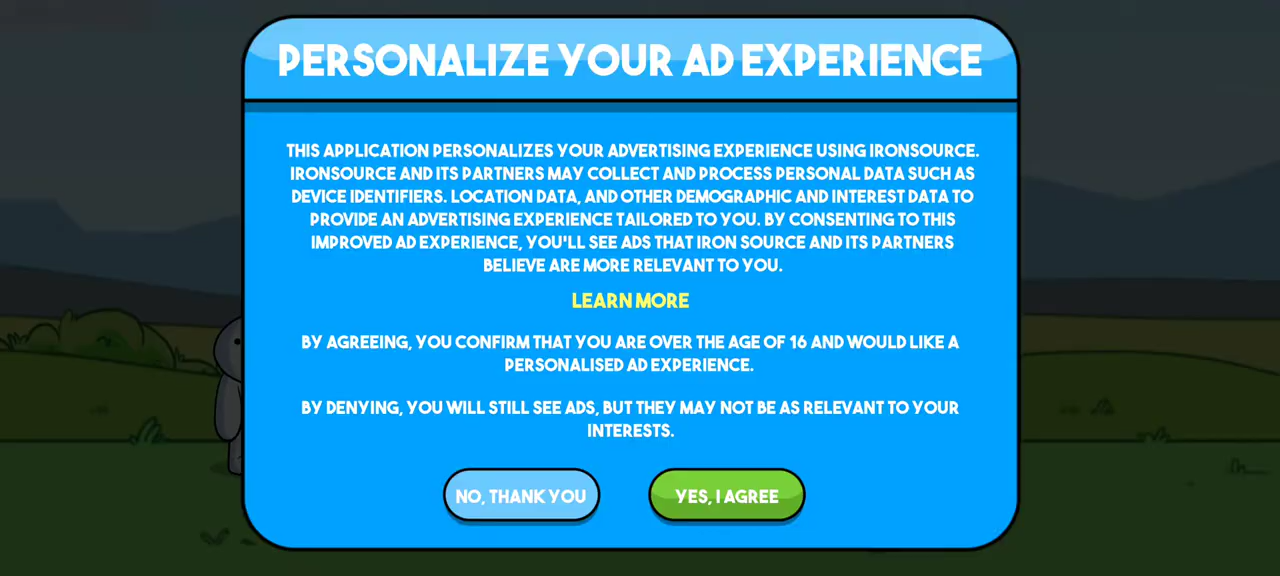 PERSONALIZE YOUR AD EXPERIENCE
THIS APPLICATION PERSONALIZES YOUR ADVERTISING EXPERIENCE USING IRONSOURCE.
IRONSOURCE AND ITS PARTNERS MAY COLLECT AND PROCESS PERSONAL DATA SUCH AS
DEVICE IDENTIFIERS. LOCATION DATA, AND OTHER DEMOGRAPHIC AND INTEREST DATA TO
PROVIDE AN ADVERTISING EXPERIENCE TAILORED TO YOU. BY CONSENTING TO THIS
IMPROVED AD EXPERIENCE, YOU'LL SEE ADS THAT IRON SOURCE AND ITS PARTNERS
BELIEVE ARE MORE RELEVANT TO YOU.
LEARN MORE
BY AGREEING, YOU CONFIRM THAT YOU ARE OVER THE AGE OF 16 AND WOULD LIKE A
PERSONALISED AD EXPERIENCE.
BY DENYING, YOU WILL STILL SEE ADS, BUT THEY MAY NOT BE AS RELEVANT TO YOUR
INTERESTS.
NO, THANK YOU
YES, I AGREE